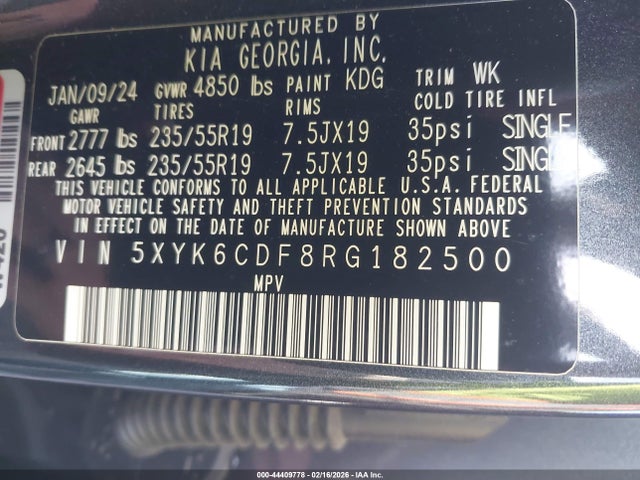 MANUFACTURED BY
KIA GEORGIA, INC.
JAN/09/24 GVWR 4850 lbs PAINT KDG TRIM WK
GAWR TIRES RIMS COLD TIRE INFL
FRONT 2777 lbs 235/55R19 7.5JX19 35psi SINGLE
REAR 2645 lbs 235/55R19 7.5JX19 35psi SINGLE
THIS VEHICLE CONFORMS TO ALL APPLICABLE U.S.A. FEDERAL
MOTOR VEHICLE SAFETY AND THEFT PREVENTION STANDARDS IN
EFFECT ON THE DATE OF MANUFACTURE SHOWN ABOVE
VIN 5XYK6CDF8RG182500
MPV
000-44409778 - 02/16/2026 - IAA Inc.